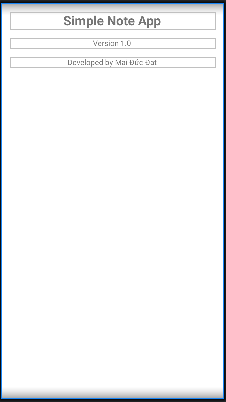 Simple Note App
Version 1.0
Developed by Mai Đức Đạt